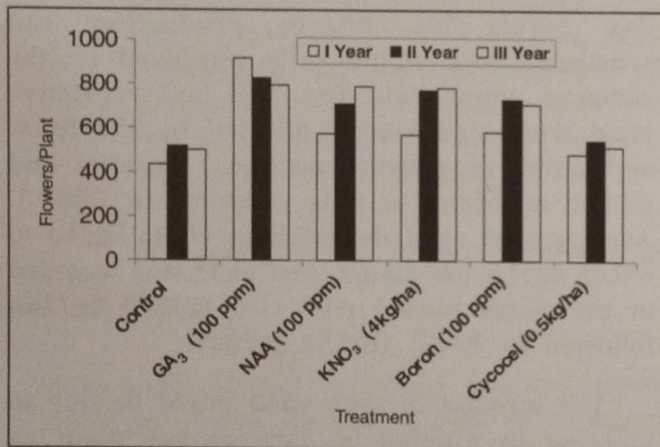 1000
800
600
400
200
0
Flowers/Plant
I Year II Year III Year
Control
GA₃ (100 ppm)
NAA (100 ppm)
KNO₃ (4kg/ha)
Boron (100 ppm)
Cycocel (0.5kg/ha)
Treatment